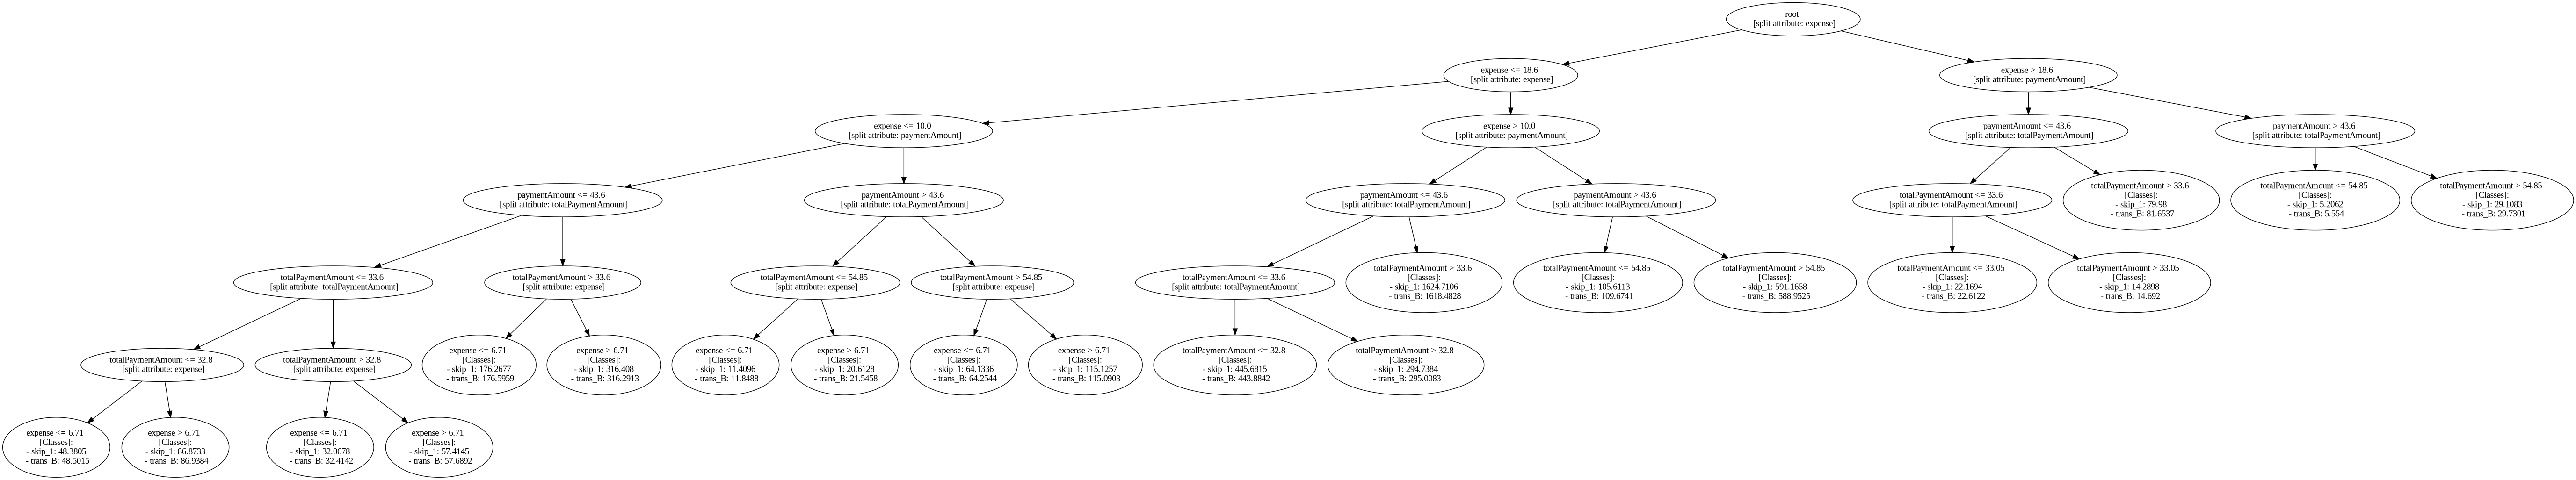 root
[split attribute: expense]
expense <= 18.6
[split attribute: expense]
expense > 18.6
[split attribute: paymentAmount]
expense <= 10.0
[split attribute: paymentAmount]
expense > 10.0
[split attribute: paymentAmount]
paymentAmount <= 43.6
[split attribute: totalPaymentAmount]
paymentAmount > 43.6
[split attribute: totalPaymentAmount]
paymentAmount <= 43.6
[split attribute: totalPaymentAmount]
paymentAmount > 43.6
[split attribute: totalPaymentAmount]
paymentAmount <= 43.6
[split attribute: totalPaymentAmount]
paymentAmount > 43.6
[split attribute: totalPaymentAmount]
totalPaymentAmount <= 33.6
[split attribute: totalPaymentAmount]
totalPaymentAmount > 33.6
[Classes]:
- skip_1: 79.98
- trans_B: 81.6537
totalPaymentAmount <= 54.85
[Classes]:
- skip_1: 5.2062
- trans_B: 5.554
totalPaymentAmount > 54.85
[Classes]:
- skip_1: 29.1083
- trans_B: 29.7301
totalPaymentAmount <= 33.6
[split attribute: totalPaymentAmount]
totalPaymentAmount > 33.6
[split attribute: expense]
totalPaymentAmount <= 54.85
[split attribute: expense]
totalPaymentAmount > 54.85
[split attribute: expense]
totalPaymentAmount <= 33.6
[split attribute: totalPaymentAmount]
totalPaymentAmount > 33.6
[Classes]:
- skip_1: 1624.7106
- trans_B: 1618.4828
totalPaymentAmount <= 54.85
[Classes]:
- skip_1: 105.6113
- trans_B: 109.6741
totalPaymentAmount > 54.85
[Classes]:
- skip_1: 591.1658
- trans_B: 588.9525
totalPaymentAmount <= 33.05
[Classes]:
- skip_1: 22.1694
- trans_B: 22.6122
totalPaymentAmount > 33.05
[Classes]:
- skip_1: 14.2898
- trans_B: 14.692
totalPaymentAmount <= 32.8
[split attribute: expense]
totalPaymentAmount > 32.8
[split attribute: expense]
expense <= 6.71
[Classes]:
- skip_1: 176.2677
- trans_B: 176.5959
expense > 6.71
[Classes]:
- skip_1: 316.408
- trans_B: 316.2913
expense <= 6.71
[Classes]:
- skip_1: 11.4096
- trans_B: 11.8488
expense > 6.71
[Classes]:
- skip_1: 20.6128
- trans_B: 21.5458
expense <= 6.71
[Classes]:
- skip_1: 64.1336
- trans_B: 64.2544
expense > 6.71
[Classes]:
- skip_1: 115.1257
- trans_B: 115.0903
totalPaymentAmount <= 32.8
[Classes]:
- skip_1: 445.6815
- trans_B: 443.8842
totalPaymentAmount > 32.8
[Classes]:
- skip_1: 294.7384
- trans_B: 295.0083
expense <= 6.71
[Classes]:
- skip_1: 48.3805
- trans_B: 48.5015
expense > 6.71
[Classes]:
- skip_1: 86.8733
- trans_B: 86.9384
expense <= 6.71
[Classes]:
- skip_1: 32.0678
- trans_B: 32.4142
expense > 6.71
[Classes]:
- skip_1: 57.4145
- trans_B: 57.6892